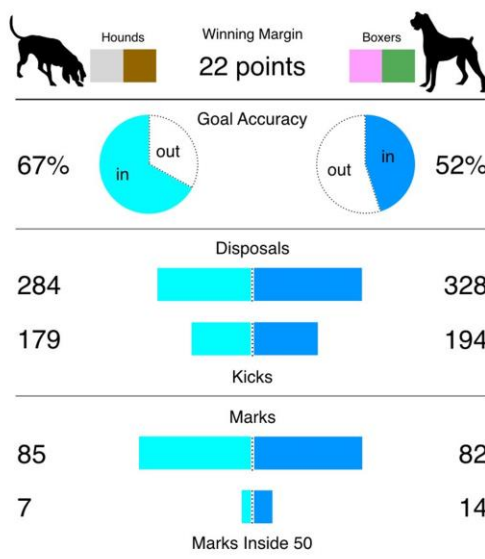 Hounds
Winning Margin
Boxers
22 points
Goal Accuracy
67%
in
out
out
in
52%
Disposals
284
328
179
194
Kicks
Marks
85
82
7
14
Marks Inside 50